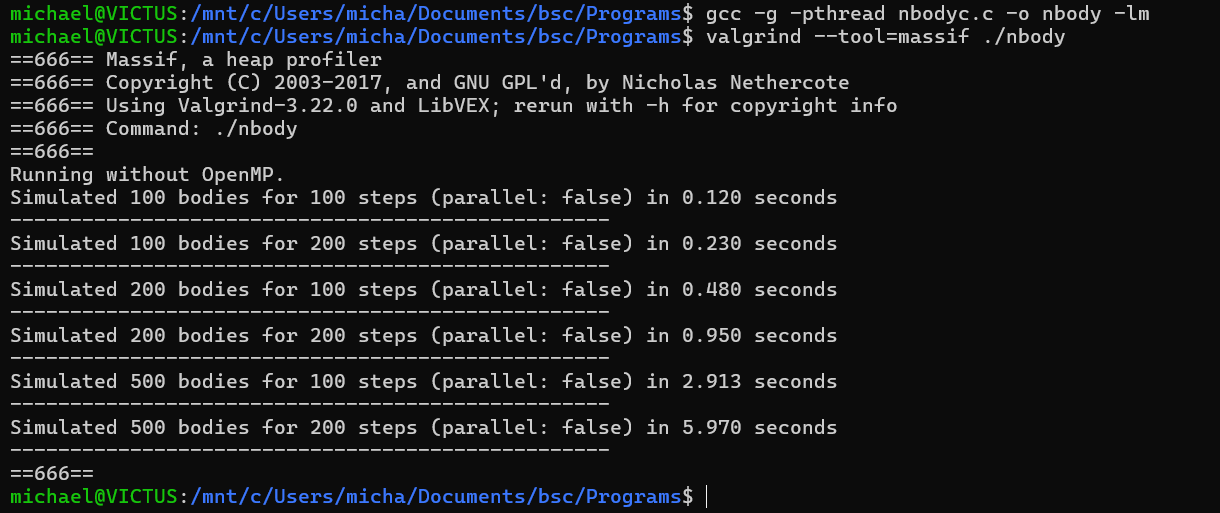 michael@VICTUS:/mnt/c/Users/micha/Documents/bsc/Programs$ gcc -g -pthread nbodyc.c -o nbody -lm
michael@VICTUS:/mnt/c/Users/micha/Documents/bsc/Programs$ valgrind --tool=massif ./nbody
==666== Massif, a heap profiler
==666== Copyright (C) 2003-2017, and GNU GPL'd, by Nicholas Nethercote
==666== Using Valgrind-3.22.0 and LibVEX; rerun with -h for copyright info
==666== Command: ./nbody
==666==
Running without OpenMP.
Simulated 100 bodies for 100 steps (parallel: false) in 0.120 seconds
--------------------------------------------------
Simulated 100 bodies for 200 steps (parallel: false) in 0.230 seconds
--------------------------------------------------
Simulated 200 bodies for 100 steps (parallel: false) in 0.480 seconds
--------------------------------------------------
Simulated 200 bodies for 200 steps (parallel: false) in 0.950 seconds
--------------------------------------------------
Simulated 500 bodies for 100 steps (parallel: false) in 2.913 seconds
--------------------------------------------------
Simulated 500 bodies for 200 steps (parallel: false) in 5.970 seconds
--------------------------------------------------
==666==
michael@VICTUS:/mnt/c/Users/micha/Documents/bsc/Programs$